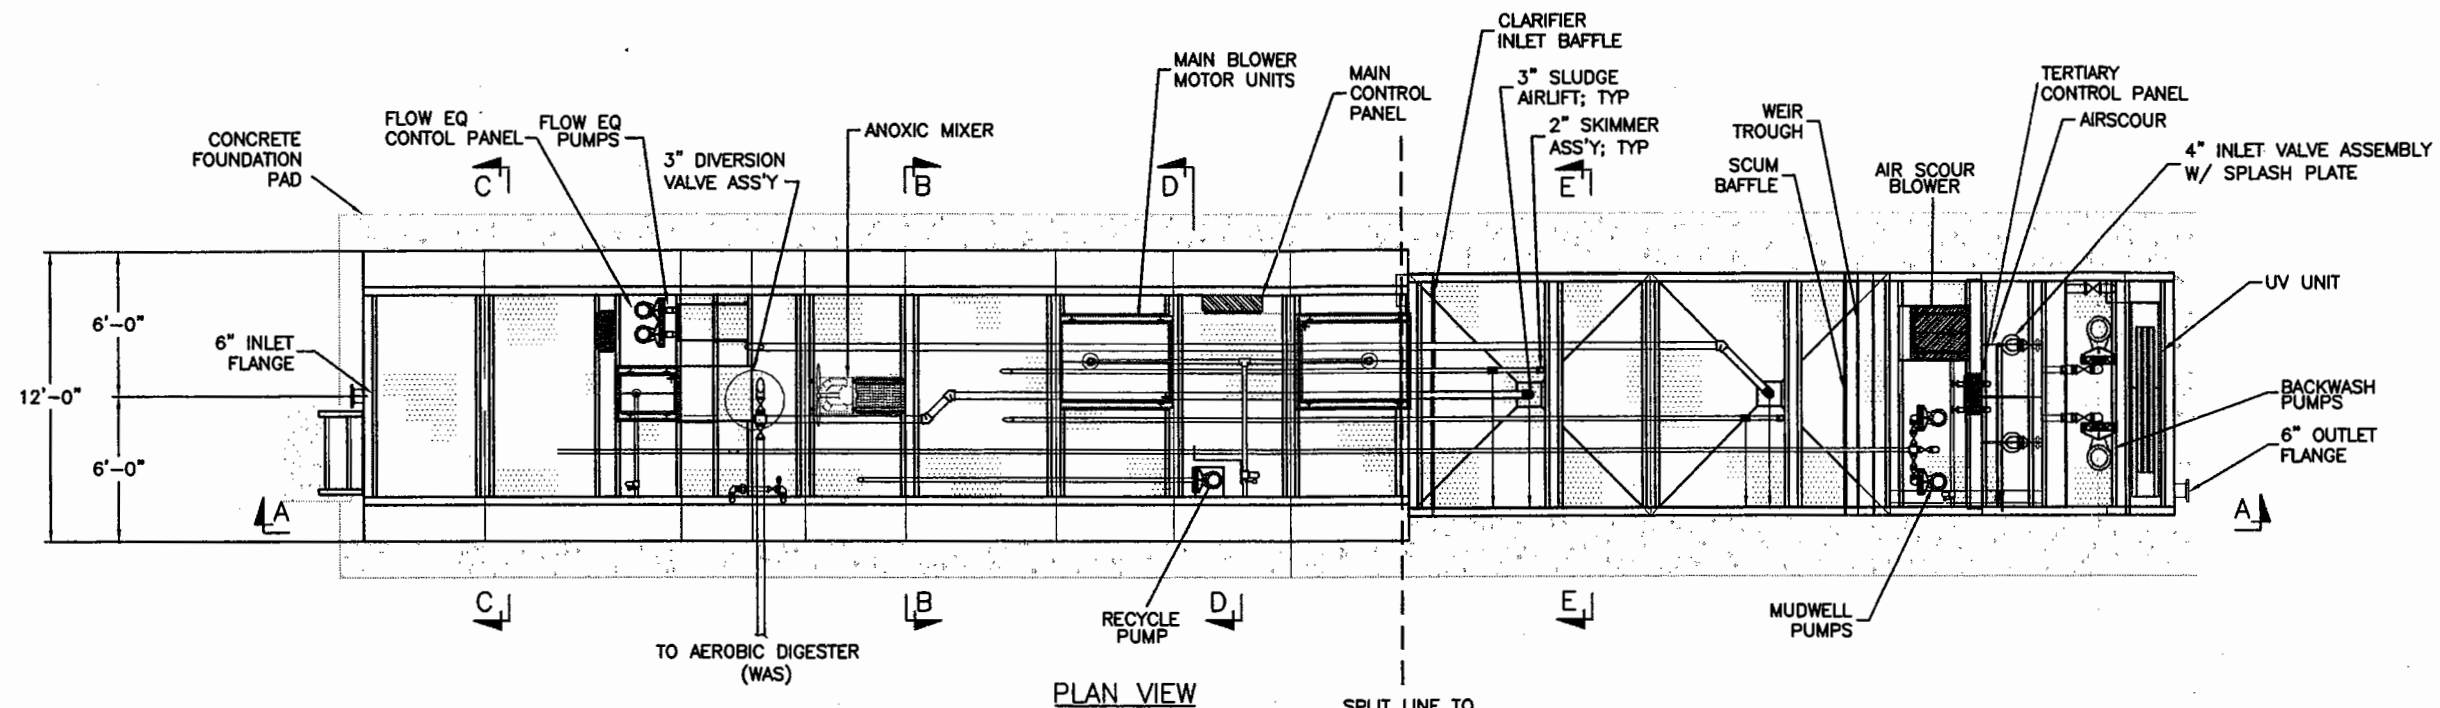 CLARIFIER
INLET BAFFLE
MAIN BLOWER
MOTOR UNITS
MAIN
CONTROL
PANEL
3" SLUDGE
AIRLIFT; TYP
TERTIARY
CONTROL PANEL
FLOW EQ
CONTOL PANEL
FLOW EQ
PUMPS
ANOXIC MIXER
2" SKIMMER
ASS'Y; TYP
WEIR
TROUGH
AIRSCOUR
CONCRETE
FOUNDATION
PAD
3" DIVERSION
VALVE ASS'Y
SCUM
BAFFLE
AIR SCOUR
BLOWER
4" INLET VALVE ASSEMBLY
W/ SPLASH PLATE
C
B
D
E
UV UNIT
6'-0"
6" INLET
FLANGE
12'-0"
BACKWASH
PUMPS
6'-0"
6" OUTLET
FLANGE
A
A
C
B
D
E
RECYCLE
PUMP
MUDWELL
PUMPS
TO AEROBIC DIGESTER
(WAS)
PLAN VIEW
SPLIT LINE TO